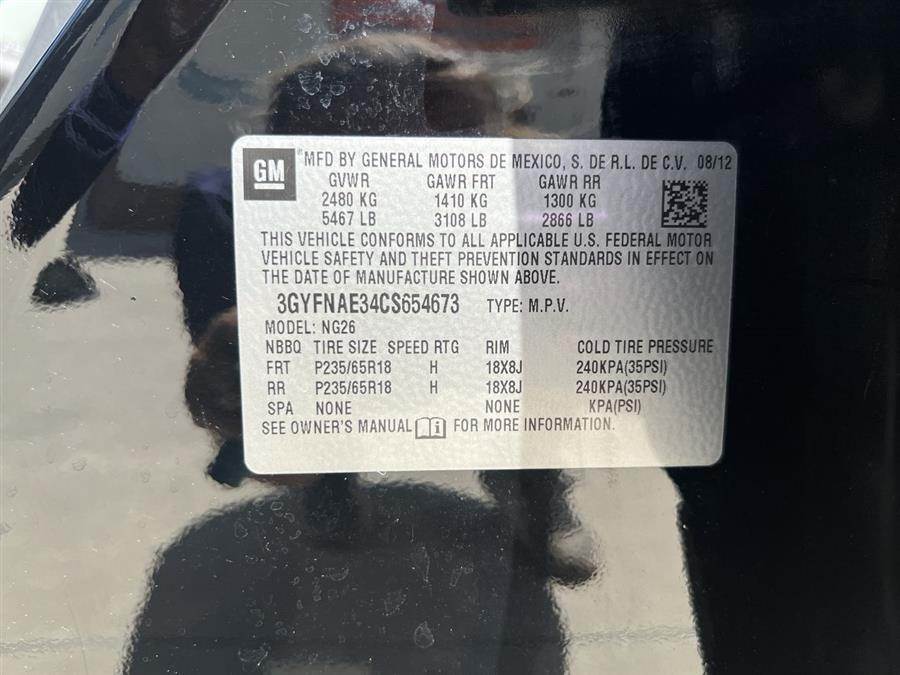 GM MFD BY GENERAL MOTORS DE MEXICO, S. DE R.L. DE C.V. 08/12
GVWR GAWR FRT GAWR RR
2480 KG 1410 KG 1300 KG
5467 LB 3108 LB 2866 LB
THIS VEHICLE CONFORMS TO ALL APPLICABLE U.S. FEDERAL MOTOR
VEHICLE SAFETY AND THEFT PREVENTION STANDARDS IN EFFECT ON
THE DATE OF MANUFACTURE SHOWN ABOVE.
3GYFNAE34CS654673 TYPE: M.P.V.
MODEL: NG26
NBBQ TIRE SIZE SPEED RTG RIM COLD TIRE PRESSURE
FRT P235/65R18 H 18X8J 240KPA(35PSI)
RR P235/65R18 H 18X8J 240KPA(35PSI)
SPA NONE NONE KPA(PSI)
SEE OWNER'S MANUAL i FOR MORE INFORMATION.